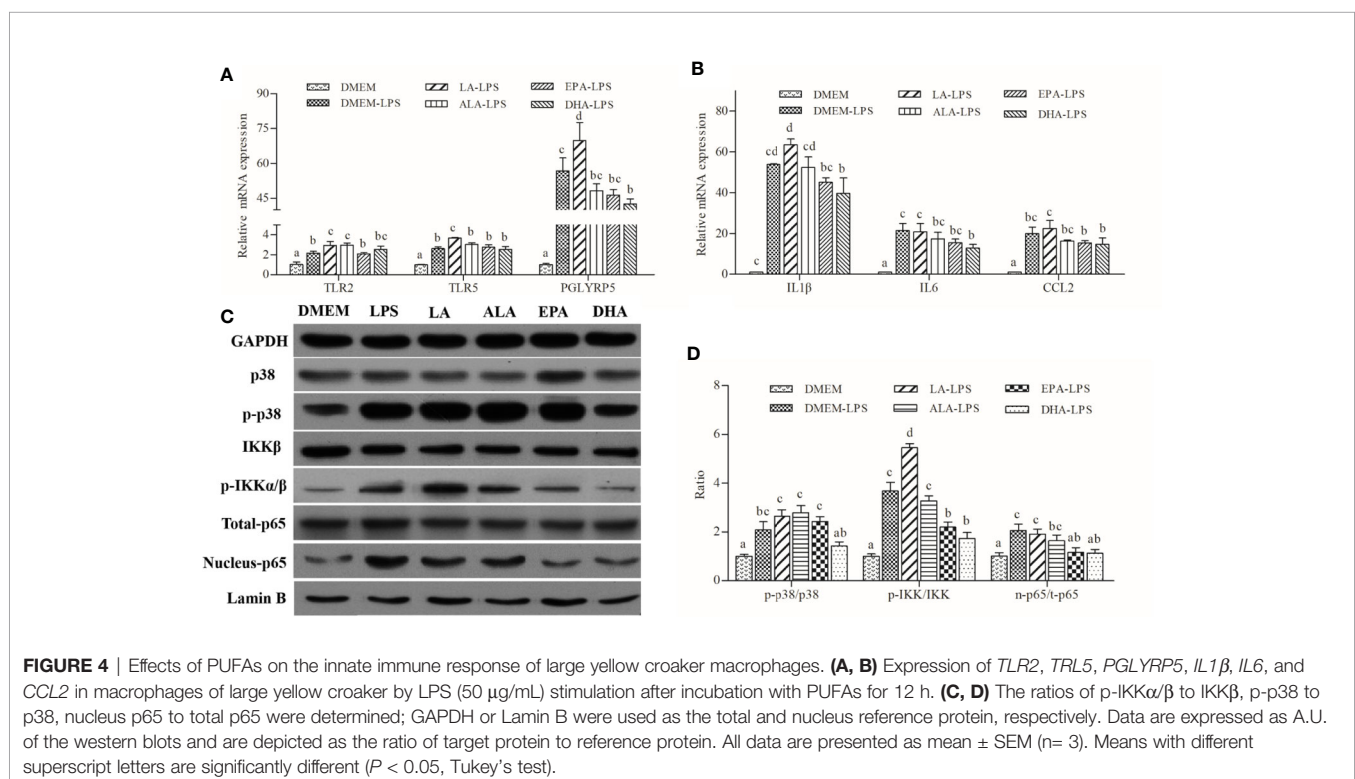 A
Relative mRNA expression
90
75
60
45
4
2
0
DMEM
DMEM-LPS
LA-LPS
ALA-LPS
EPA-LPS
DHA-LPS
a b c c b bc
a b c b b b
a c d bc bc b
TLR2 TLR5 PGLYRP5
B
Relative mRNA expression
80
60
40
20
0
DMEM
DMEM-LPS
LA-LPS
ALA-LPS
EPA-LPS
DHA-LPS
c cd d cd bc b
a c c bc bc b
a bc c b b b
IL1β IL6 CCL2
C
DMEM LPS LA ALA EPA DHA
GAPDH
p38
p-p38
IKKβ
p-IKKα/β
Total-p65
Nucleus-p65
Lamin B
D
Ratio
8
6
4
2
0
DMEM
DMEM-LPS
LA-LPS
ALA-LPS
EPA-LPS
DHA-LPS
a bc c c c ab
a c d c b b
a c c bc ab ab
p-p38/p38 p-IKK/IKK n-p65/t-p65
FIGURE 4 | Effects of PUFAs on the innate immune response of large yellow croaker macrophages. (A, B) Expression of TLR2, TRL5, PGLYRP5, IL1β, IL6, and
CCL2 in macrophages of large yellow croaker by LPS (50 μg/mL) stimulation after incubation with PUFAs for 12 h. (C, D) The ratios of p-IKKα/β to IKKβ, p-p38 to
p38, nucleus p65 to total p65 were determined; GAPDH or Lamin B were used as the total and nucleus reference protein, respectively. Data are expressed as A.U.
of the western blots and are depicted as the ratio of target protein to reference protein. All data are presented as mean ± SEM (n= 3). Means with different
superscript letters are significantly different (P < 0.05, Tukey's test).